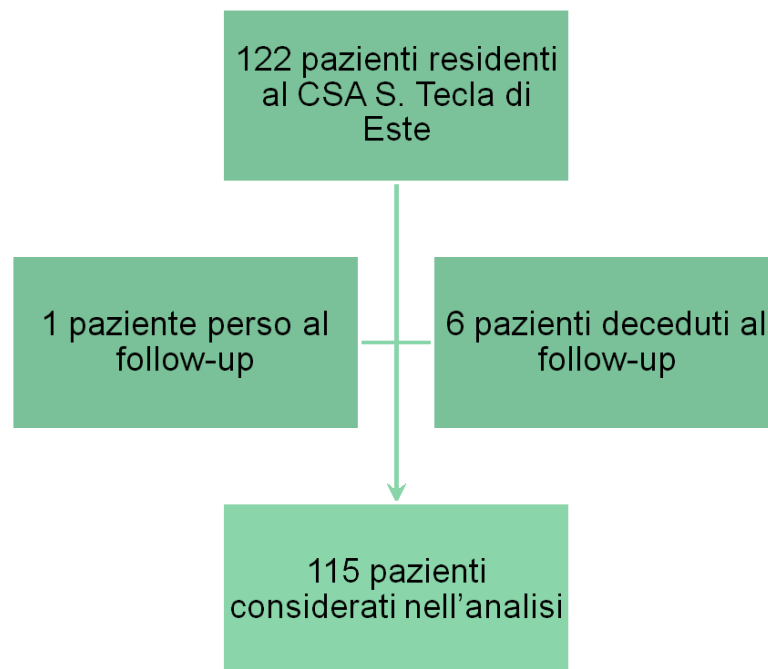 122 pazienti residenti
al CSA S. Tecla di
Este
1 paziente perso al
follow-up
6 pazienti deceduti al
follow-up
115 pazienti
considerati nell'analisi